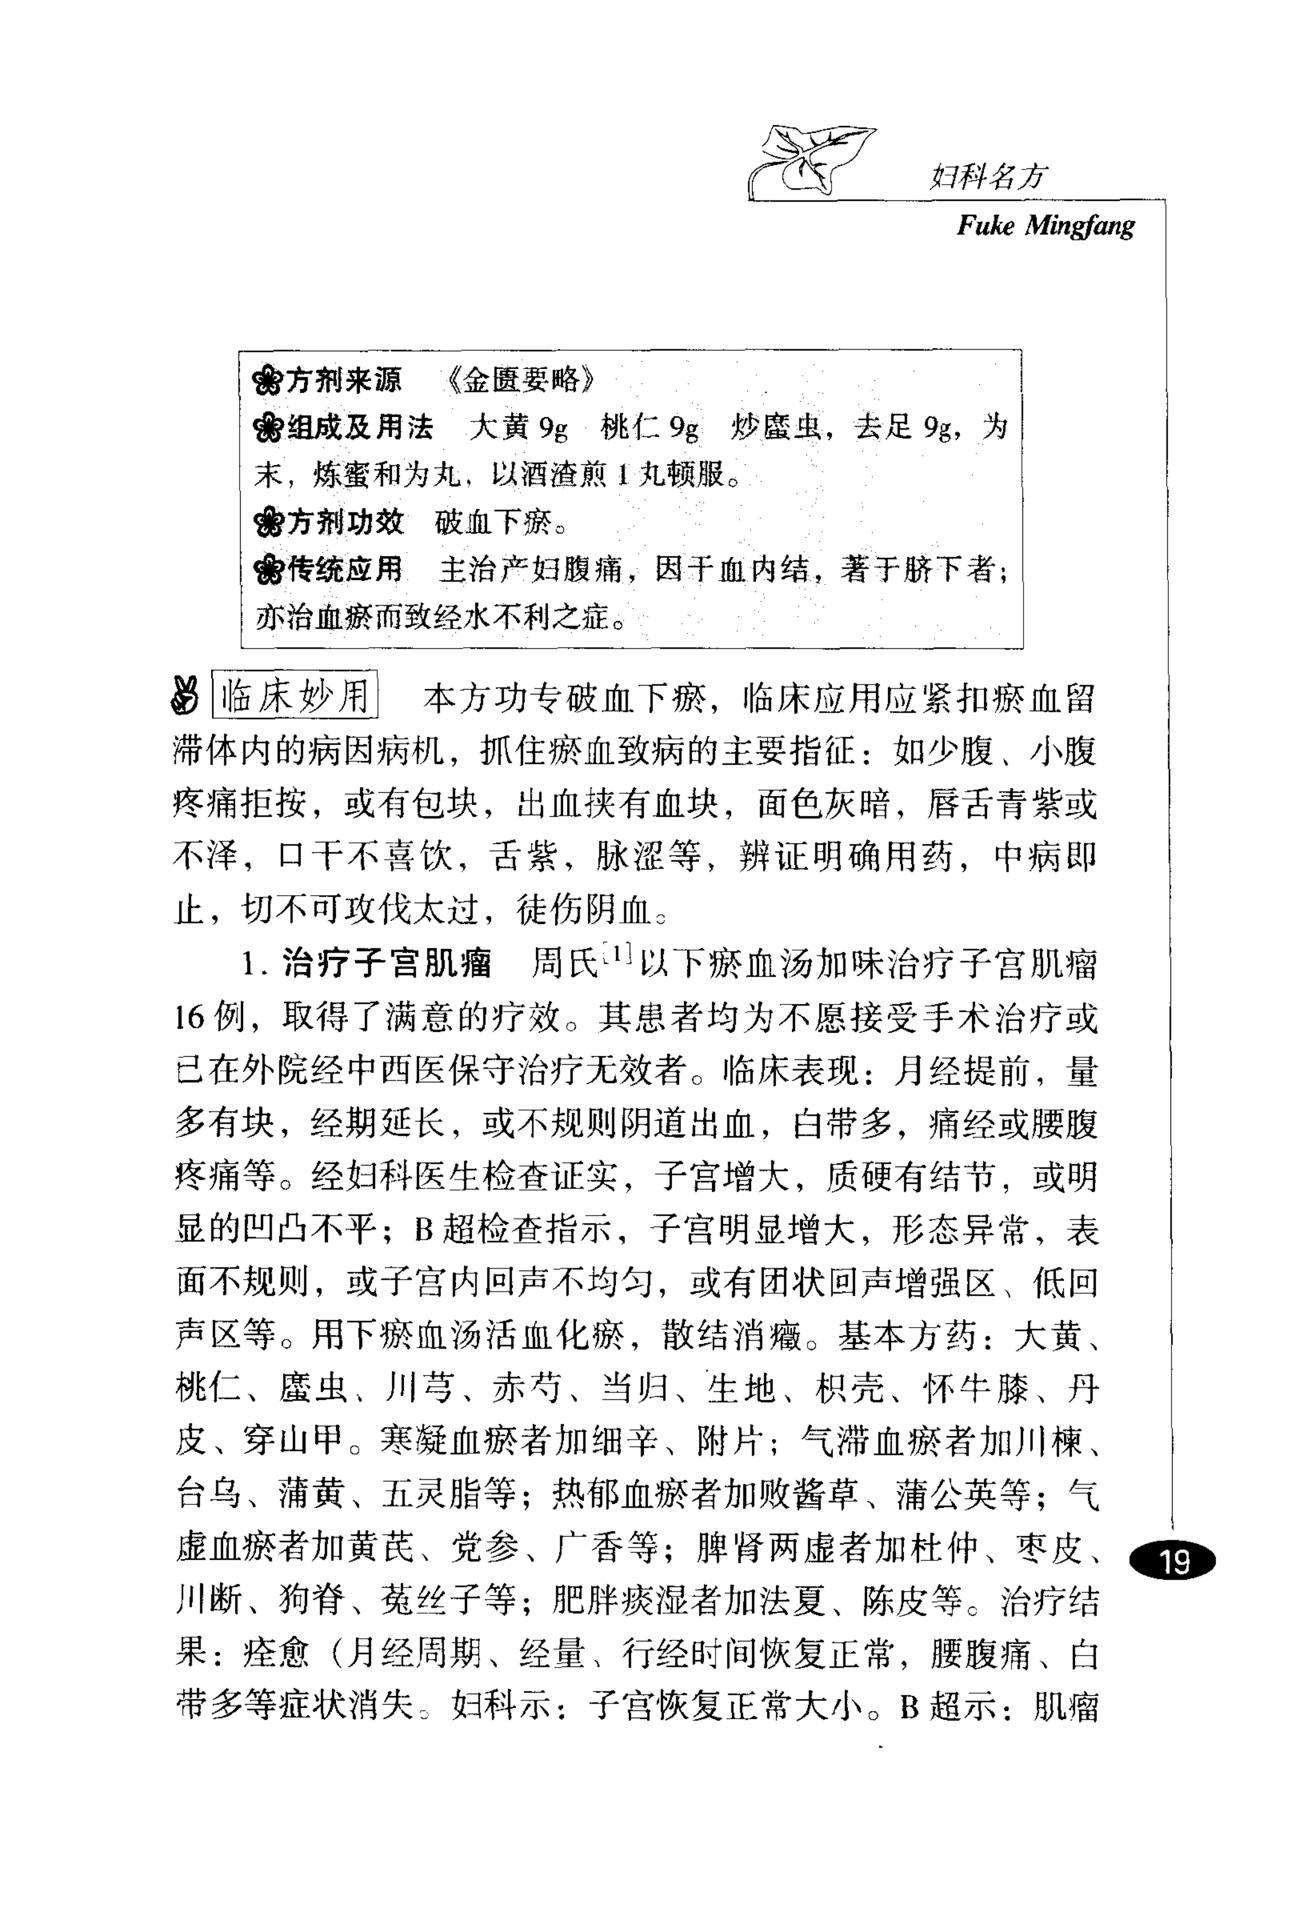 妇科名方
Fuke Mingfang
方剂来源 《金匮要略》
组成及用法 大黄9g 桃仁9g 炒䗪虫，去足9g，为
末，炼蜜和为丸，以酒渣煎1丸顿服。
方剂功效 破血下瘀。
传统应用 主治产妇腹痛，因干血内结，著于脐下者；
亦治血瘀而致经水不利之症。
临床妙用 本方功专破血下瘀，临床应用应紧扣瘀血留
滞体内的病因病机，抓住瘀血致病的主要指征：如少腹、小腹
疼痛拒按，或有包块，出血挟有血块，面色灰暗，唇舌青紫或
不泽，口干不喜饮，舌紫，脉涩等，辨证明确用药，中病即
止，切不可攻伐太过，徒伤阴血。
1. 治疗子宫肌瘤 周氏[1]以下瘀血汤加味治疗子宫肌瘤
16例，取得了满意的疗效。其患者均为不愿接受手术治疗或
已在外院经中西医保守治疗无效者。临床表现：月经提前，量
多有块，经期延长，或不规则阴道出血，白带多，痛经或腰腹
疼痛等。经妇科医生检查证实，子宫增大，质硬有结节，或明
显的凹凸不平；B超检查指示，子宫明显增大，形态异常，表
面不规则，或子宫内回声不均匀，或有团状回声增强区、低回
声区等。用下瘀血汤活血化瘀，散结消癥。基本方药：大黄、
桃仁、䗪虫、川芎、赤芍、当归、生地、枳壳、怀牛膝、丹
皮、穿山甲。寒凝血瘀者加细辛、附片；气滞血瘀者加川楝、
台乌、蒲黄、五灵脂等；热郁血瘀者加败酱草、蒲公英等；气
虚血瘀者加黄芪、党参、广香等；脾肾两虚者加杜仲、枣皮、
川断、狗脊、菟丝子等；肥胖痰湿者加法夏、陈皮等。治疗结
果：痊愈（月经周期、经量、行经时间恢复正常，腰腹痛、白
带多等症状消失。妇科示：子宫恢复正常大小。B超示：肌瘤
19